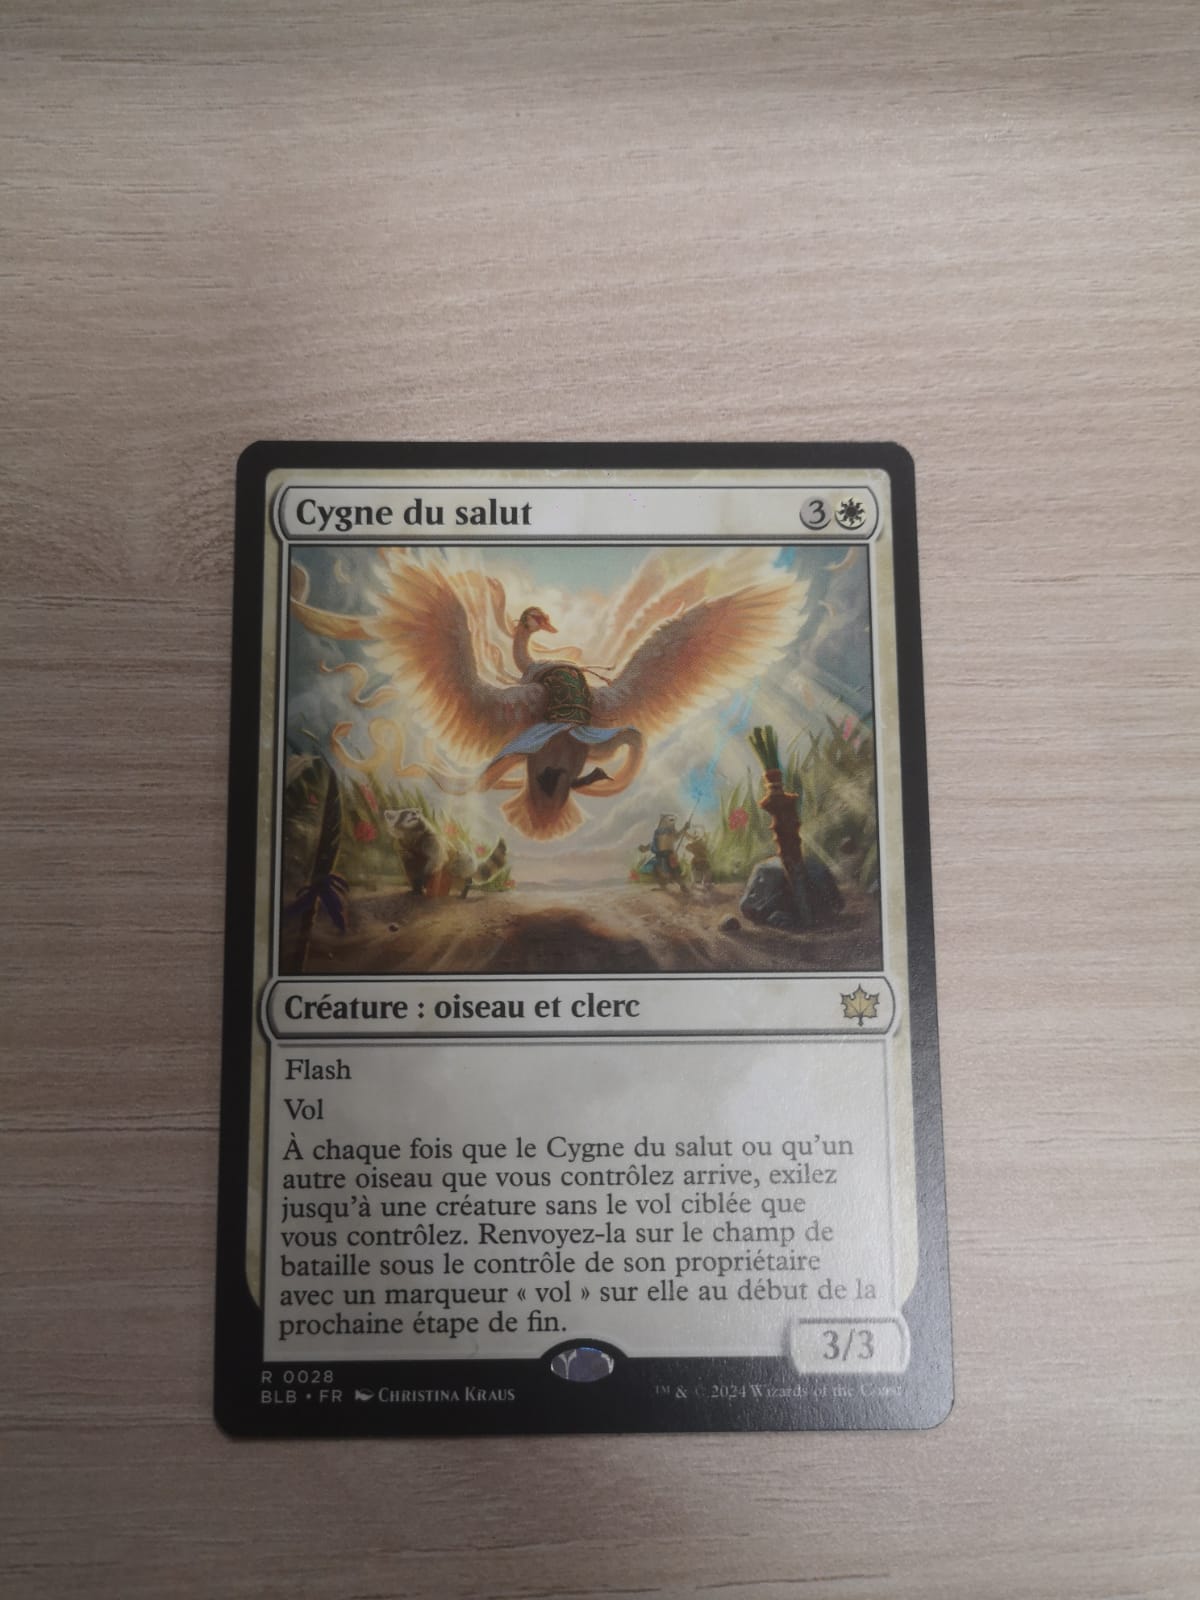 Cygne du salut 3
Créature : oiseau et clerc
Flash
Vol
À chaque fois que le Cygne du salut ou qu'un
autre oiseau que vous contrôlez arrive, exilez
jusqu'à une créature sans le vol ciblée que
vous contrôlez. Renvoyez-la sur le champ de
bataille sous le contrôle de son propriétaire
avec un marqueur « vol » sur elle au début de la
prochaine étape de fin.
3/3
R 0028
BLB • FR CHRISTINA KRAUS
™ & © 2024 Wizards of the Coast